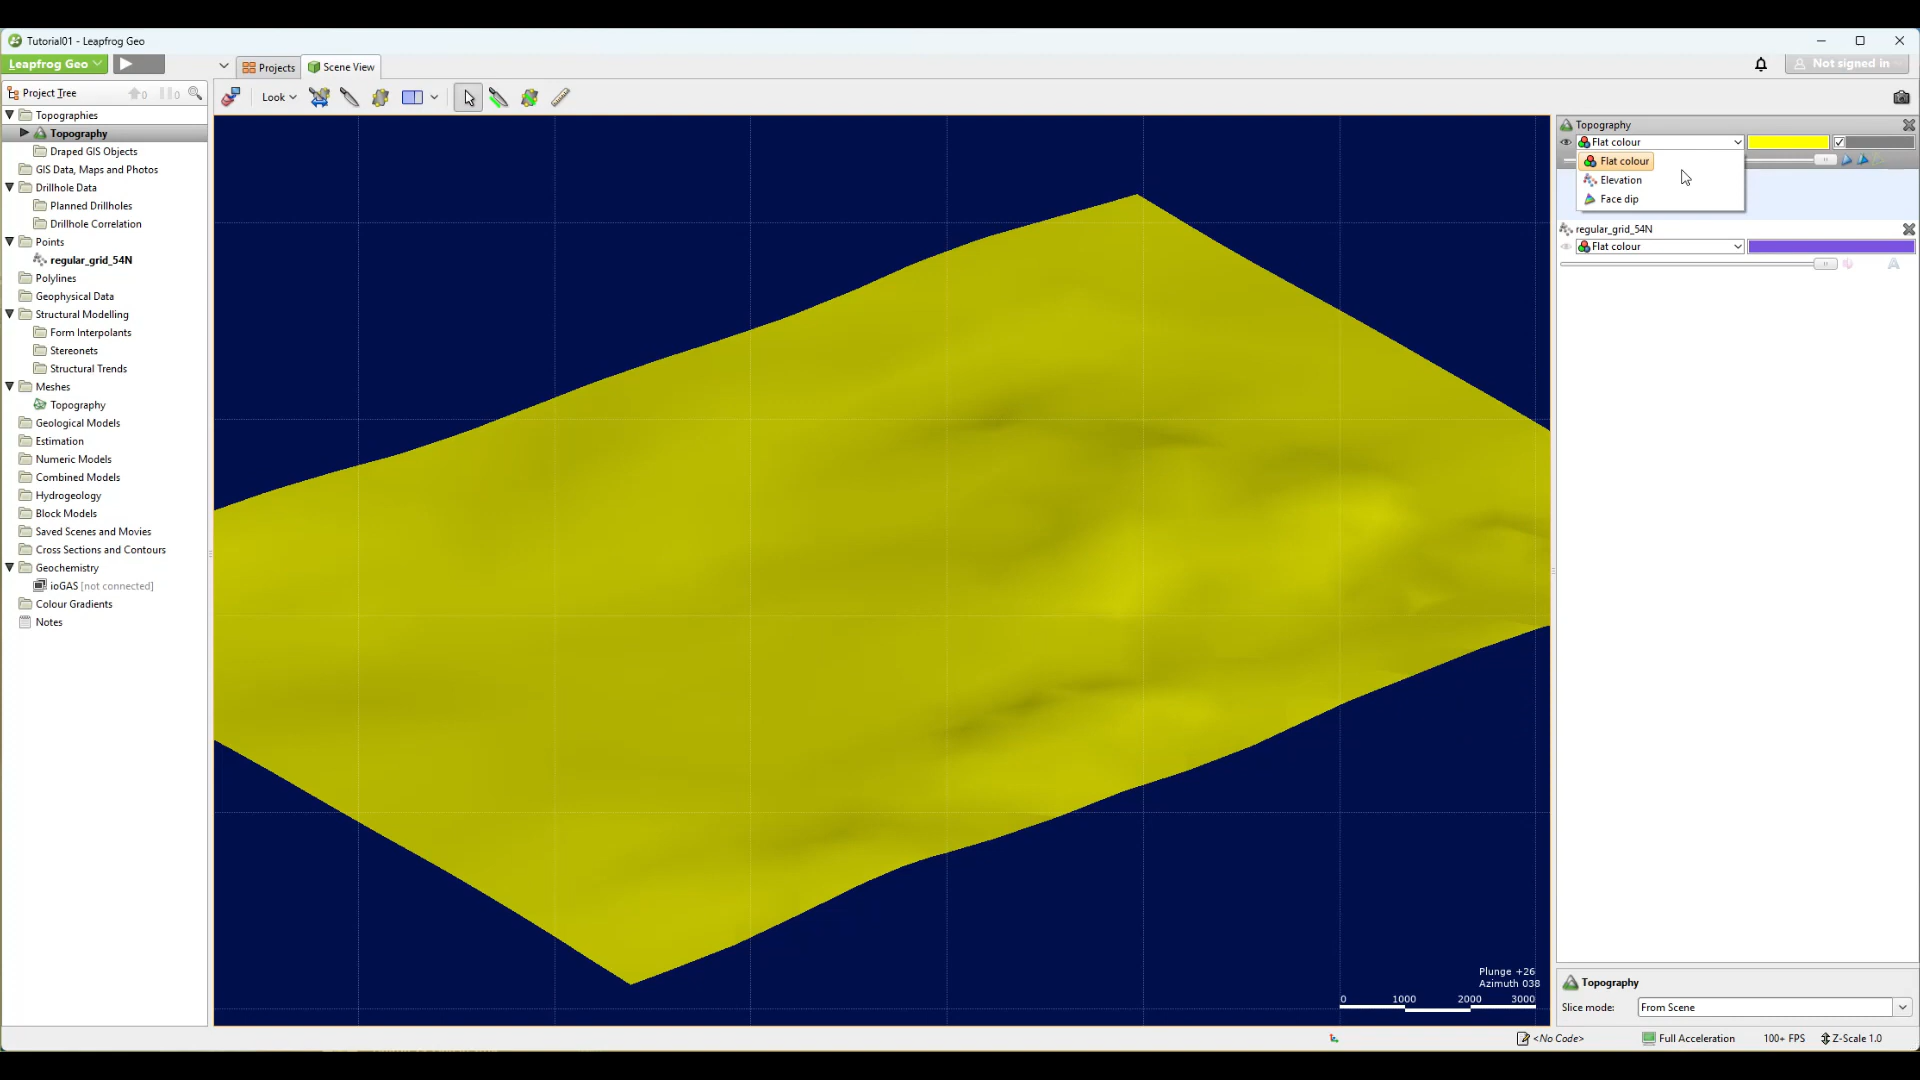 Tutorial01 - Leapfrog Geo
Leapfrog Geo
Projects
Scene View
Not signed in
Project Tree
0
0
Look
Topographies
Topography
Draped GIS Objects
GIS Data, Maps and Photos
Drillhole Data
Planned Drillholes
Drillhole Correlation
Points
regular_grid_54N
Polylines
Geophysical Data
Structural Modelling
Form Interpolants
Stereonets
Structural Trends
Meshes
Topography
Geological Models
Estimation
Numeric Models
Combined Models
Hydrogeology
Block Models
Saved Scenes and Movies
Cross Sections and Contours
Geochemistry
ioGAS [not connected]
Colour Gradients
Notes
Topography
Flat colour
Flat colour
Elevation
Face dip
regular_grid_54N
Flat colour
A
Plunge +26
Azimuth 038
0 1000 2000 3000
Topography
Slice mode: From Scene
<No Code>
Full Acceleration
100+ FPS
Z-Scale 1.0